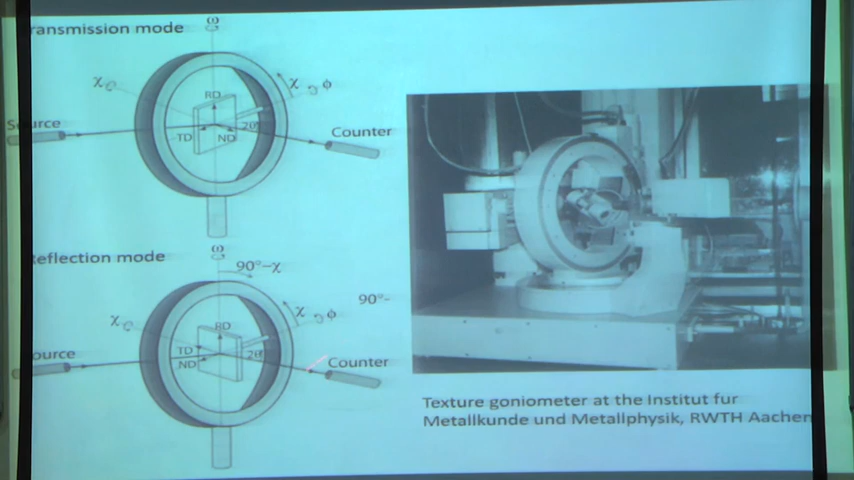 ransmission mode
ω
χ
χ
ϕ
RD
Source
2θ
Counter
TD
ND
eflection mode
ω
90°-χ
90°-
χ
χ
ϕ
RD
ource
TD
2θ
Counter
ND
Texture goniometer at the Institut fur
Metallkunde und Metallphysik, RWTH Aachen